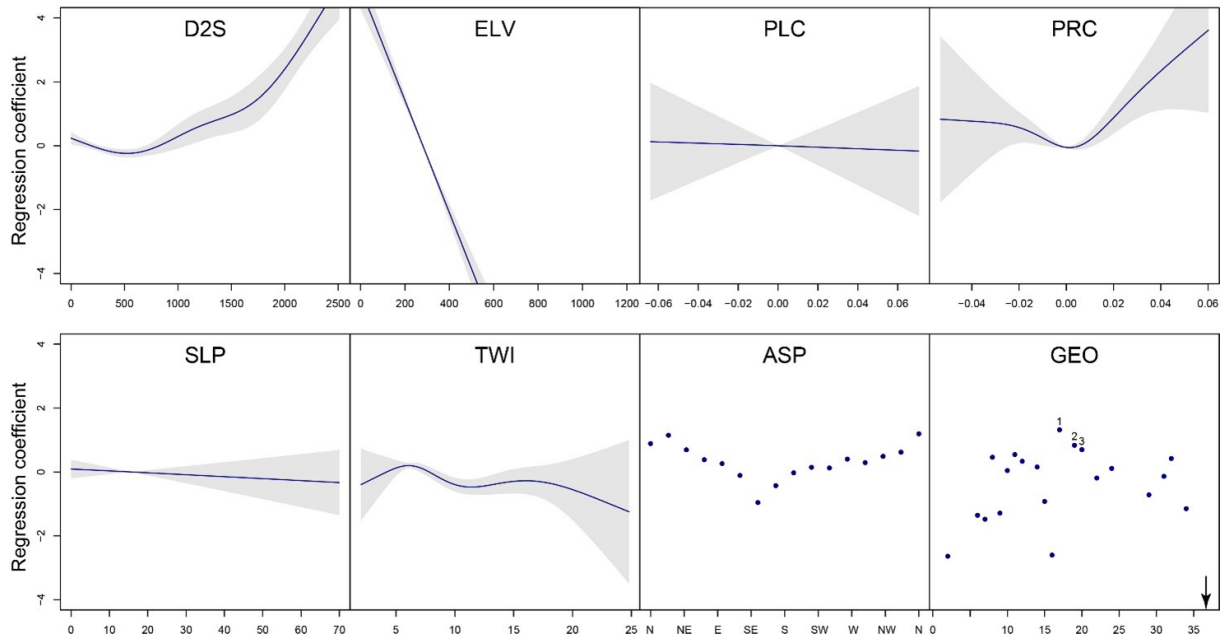 D2S ELV PLC PRC
Regression coefficient
4
2
0
−2
−4
0 500 1000 1500 2000 2500
0 200 400 600 800 1000 1200
−0.06 −0.04 −0.02 0.00 0.02 0.04 0.06
−0.04 −0.02 0.00 0.02 0.04 0.06
SLP TWI ASP GEO
Regression coefficient
4
2
0
−2
−4
1
2
3
0 10 20 30 40 50 60 70
5 10 15 20 25
N NE E SE S SW W NW N
0 10 15 20 25 30 35